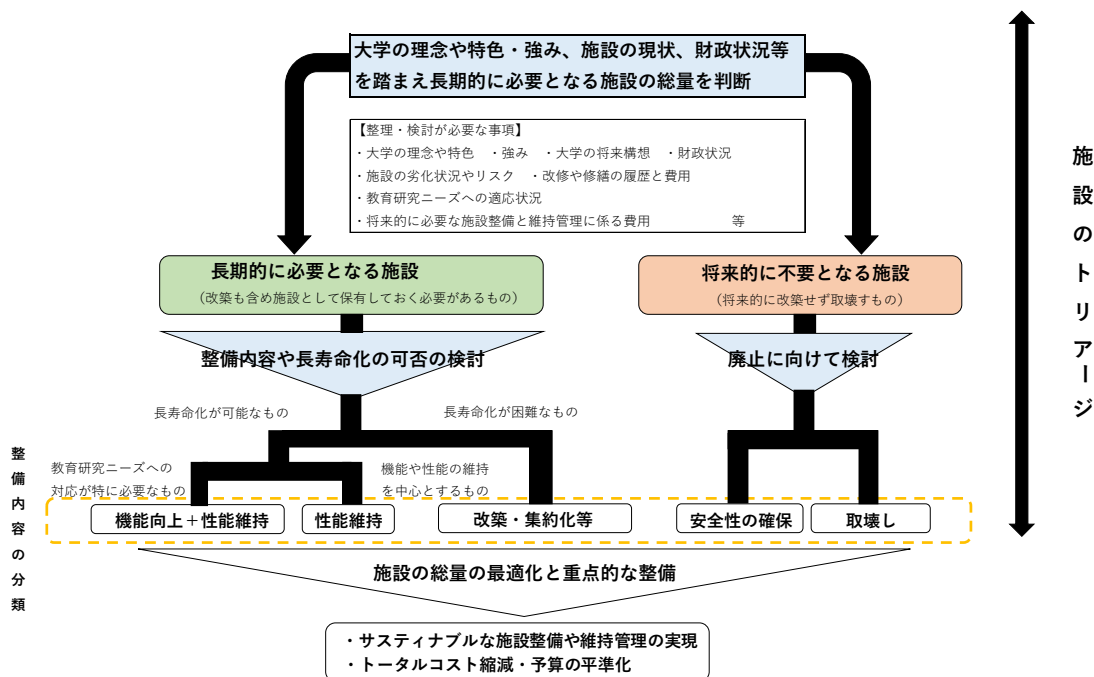 大学の理念や特色・強み、施設の現状、財政状況等
を踏まえ長期的に必要となる施設の総量を判断
【整理・検討が必要な事項】
・大学の理念や特色　・強み　・大学の将来構想　・財政状況
・施設の劣化状況やリスク　・改修や修繕の履歴と費用
・教育研究ニーズへの適応状況
・将来的に必要な施設整備と維持管理に係る費用　等
施設のトリアージ
長期的に必要となる施設
（改築も含め施設として保有しておく必要があるもの）
将来的に不要となる施設
（将来的に改築せず取壊すもの）
整備内容や長寿命化の可否の検討
廃止に向けて検討
長寿命化が可能なもの
長寿命化が困難なもの
教育研究ニーズへの
対応が特に必要なもの
機能や性能の維持
を中心とするもの
整備内容の分類
機能向上＋性能維持
性能維持
改築・集約化等
安全性の確保
取壊し
施設の総量の最適化と重点的な整備
・サスティナブルな施設整備や維持管理の実現
・トータルコスト縮減・予算の平準化